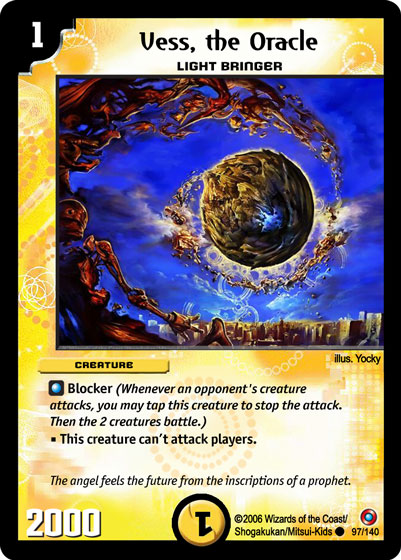 1
Vess, the Oracle
LIGHT BRINGER
illus. Yocky
CREATURE
Blocker (Whenever an opponent's creature
attacks, you may tap this creature to stop the attack.
Then the 2 creatures battle.)
▪ This creature can't attack players.
The angel feels the future from the inscriptions of a prophet.
2000
1
©2006 Wizards of the Coast/
Shogakukan/Mitsui-Kids ● 97/140